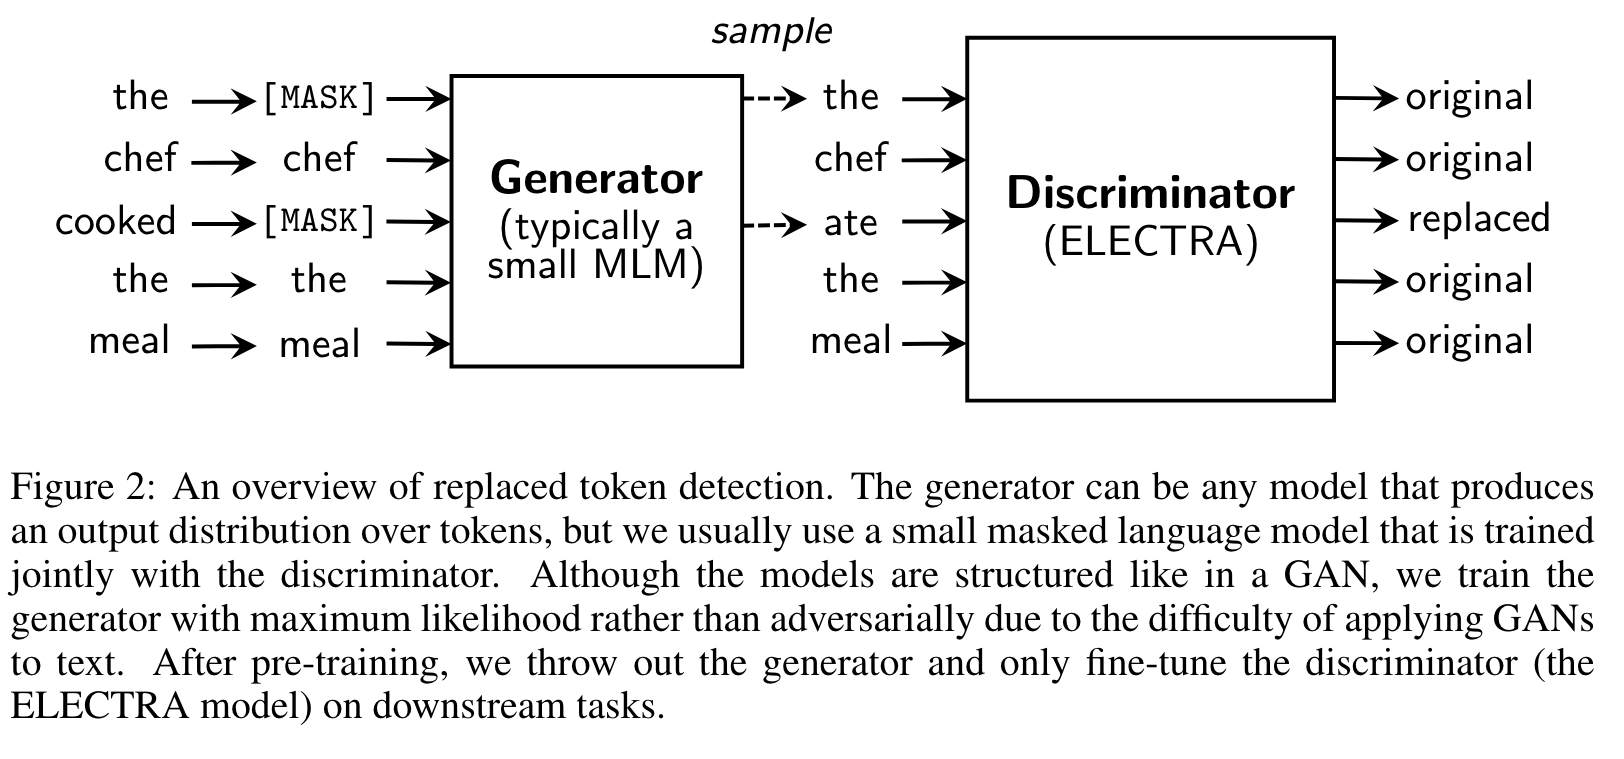 sample
the [MASK] the original
chef chef chef original
cooked [MASK] ate replaced
the the the original
meal meal meal original
Generator
(typically a
small MLM)
Discriminator
(ELECTRA)
Figure 2: An overview of replaced token detection. The generator can be any model that produces
an output distribution over tokens, but we usually use a small masked language model that is trained
jointly with the discriminator. Although the models are structured like in a GAN, we train the
generator with maximum likelihood rather than adversarially due to the difficulty of applying GANs
to text. After pre-training, we throw out the generator and only fine-tune the discriminator (the
ELECTRA model) on downstream tasks.